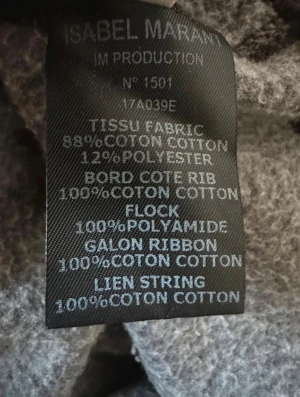 ISABEL MARANT
IM PRODUCTION
N° 1501
17A039E
TISSU FABRIC
88%COTON COTTON
12%POLYESTER
BORD COTE RIB
100%COTON COTTON
FLOCK
100%POLYAMIDE
GALON RIBBON
100%COTON COTTON
LIEN STRING
100%COTON COTTON